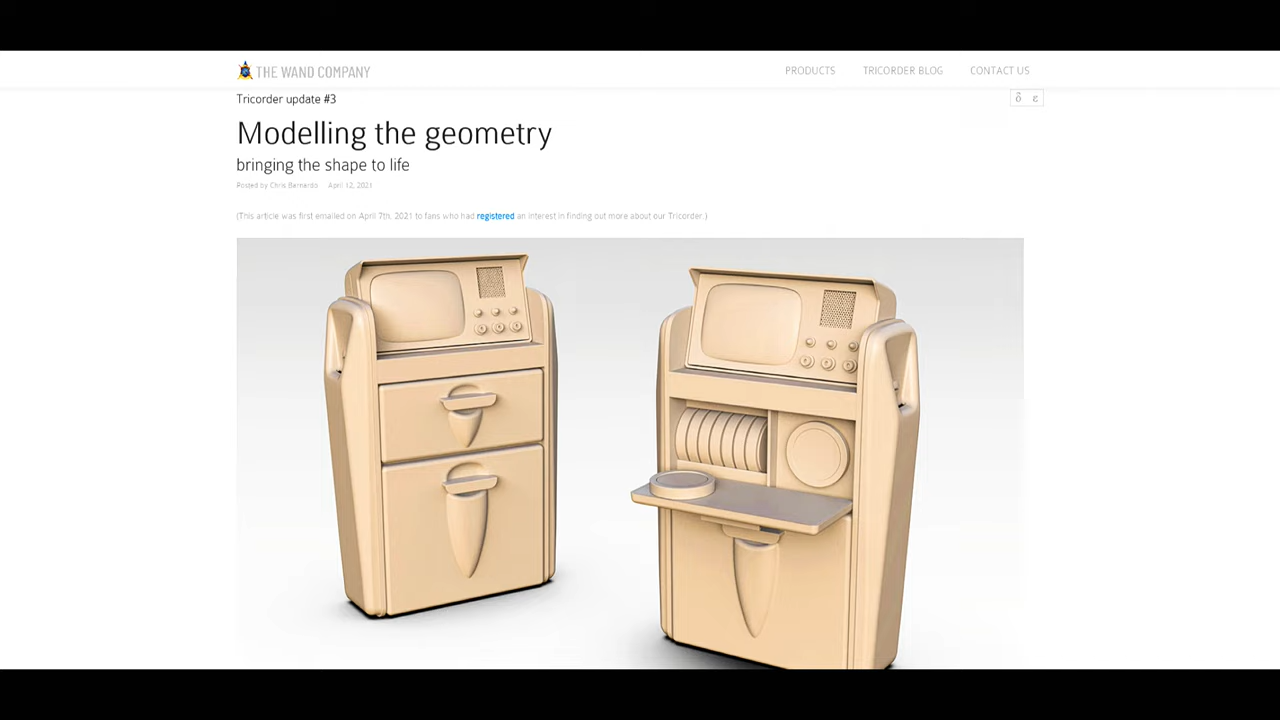 THE WAND COMPANY
PRODUCTS TRICORDER BLOG CONTACT US
Tricorder update #3
Modelling the geometry
bringing the shape to life
Posted by Chris Barnardo April 12, 2021
(This article was first emailed on April 7th, 2021 to fans who had registered an interest in finding out more about our Tricorder.)